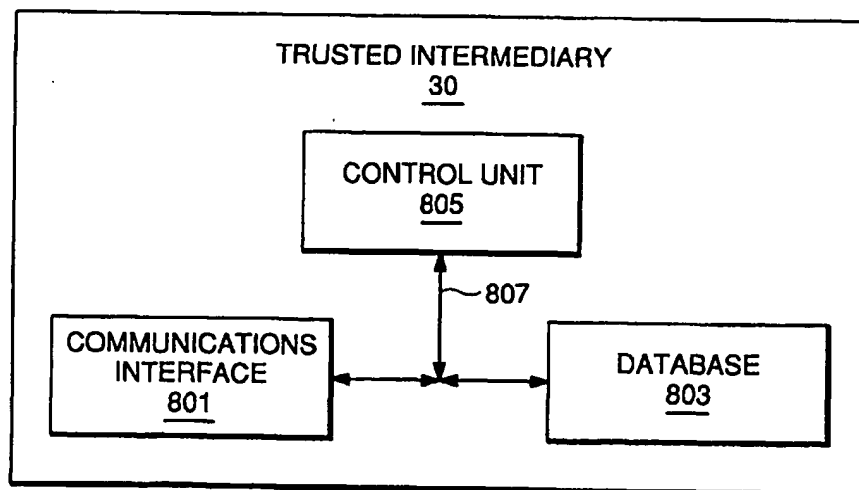 TRUSTED INTERMEDIARY
30
CONTROL UNIT
805
807
COMMUNICATIONS
INTERFACE
801
DATABASE
803